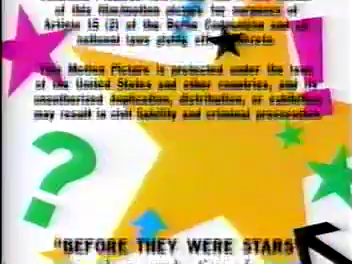 of this Motion Picture for purposes of
Article 15 (2) of the Berne Convention and all
national laws giving effect thereto.
This Motion Picture is protected under the laws
of the United States and other countries, and its
unauthorized duplication, distribution, or exhibition
may result in civil liability and criminal prosecution.
?
"BEFORE THEY WERE STARS"